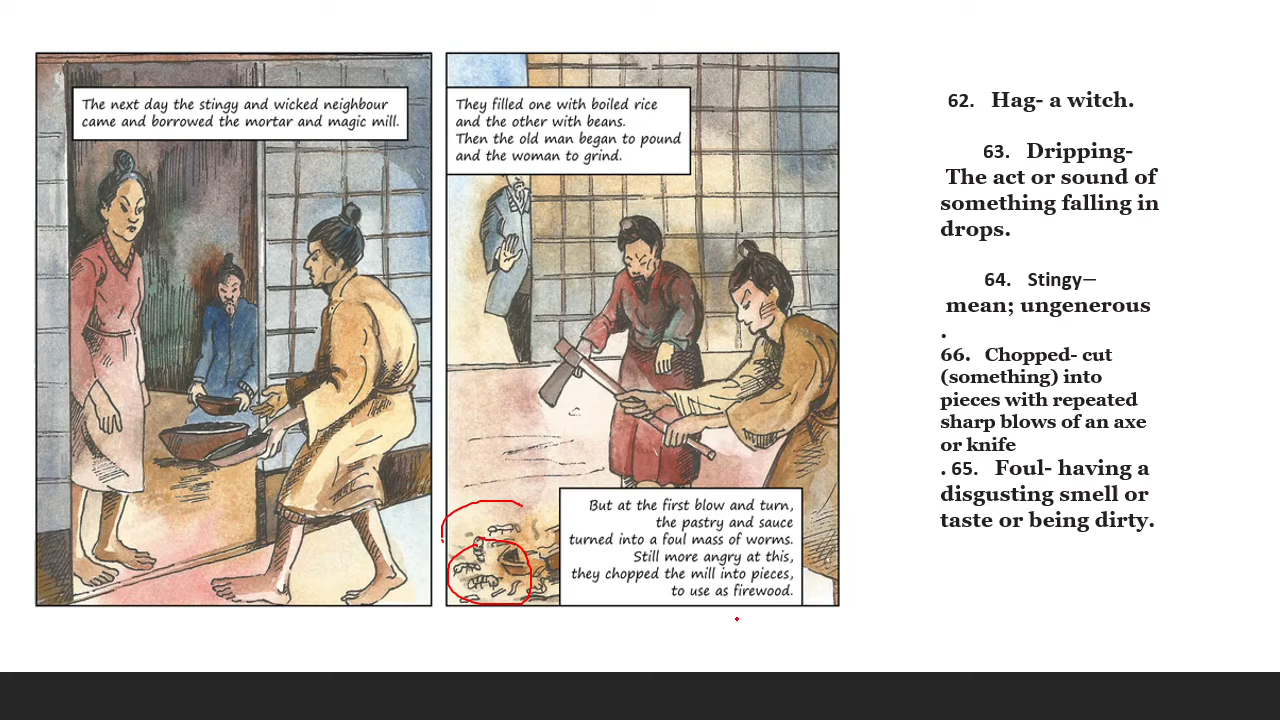 The next day the stingy and wicked neighbour
came and borrowed the mortar and magic mill.
They filled one with boiled rice
and the other with beans.
Then the old man began to pound
and the woman to grind.
But at the first blow and turn,
the pastry and sauce
turned into a foul mass of worms.
Still more angry at this,
they chopped the mill into pieces,
to use as firewood.
62. Hag- a witch.
63. Dripping-
The act or sound of
something falling in
drops.
64. Stingy—
mean; ungenerous
.
66. Chopped- cut
(something) into
pieces with repeated
sharp blows of an axe
or knife
. 65. Foul- having a
disgusting smell or
taste or being dirty.